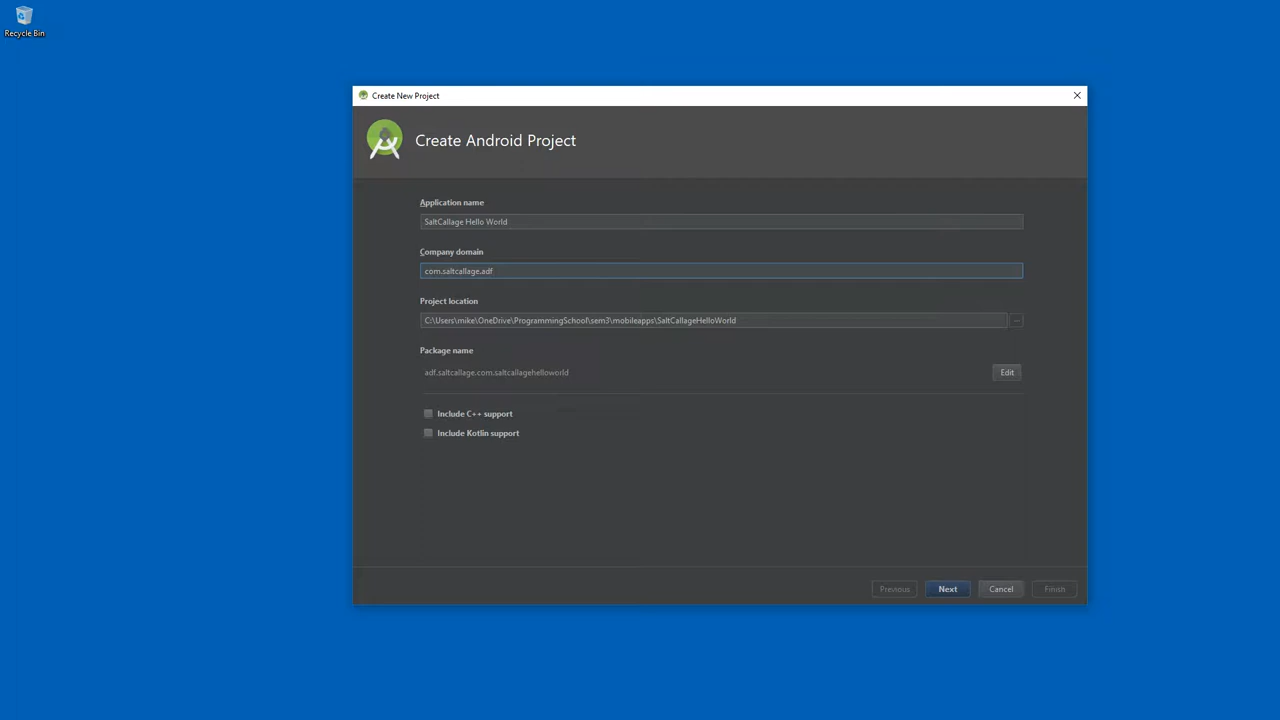 Recycle Bin
Create New Project
Create Android Project
Application name
SaltCallage Hello World
Company domain
com.saltcallage.adf
Project location
C:\Users\mike\OneDrive\ProgrammingSchool\sem3\mobileapps\SaltCallageHelloWorld
...
Package name
adf.saltcallage.com.saltcallagehelloworld
Edit
Include C++ support
Include Kotlin support
Previous
Next
Cancel
Finish